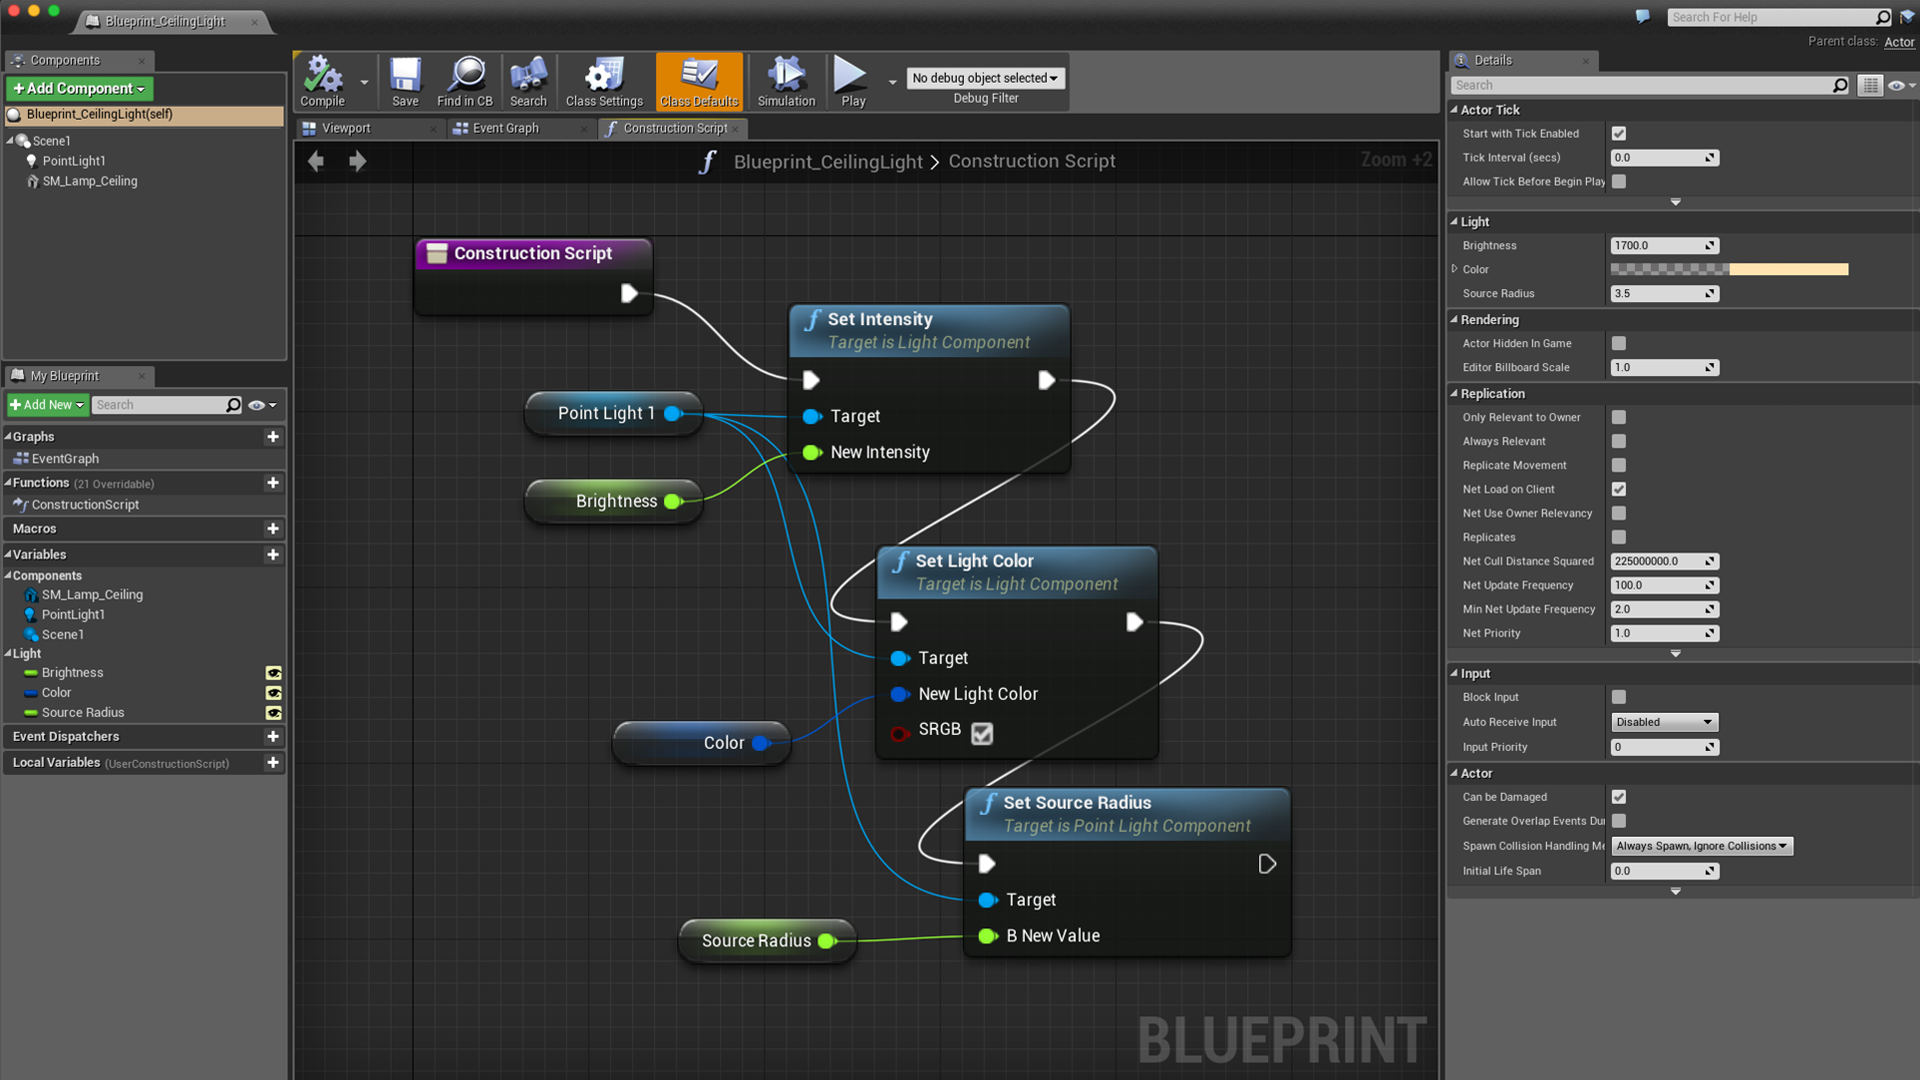 Blueprint_CeilingLight
Search For Help
Parent class: Actor
Components
+Add Component
Blueprint_CeilingLight(self)
Scene1
PointLight1
SM_Lamp_Ceiling
My Blueprint
+Add New
Search
Graphs
EventGraph
Functions (21 Overridable)
ConstructionScript
Macros
Variables
Components
SM_Lamp_Ceiling
PointLight1
Scene1
Light
Brightness
Color
Source Radius
Event Dispatchers
Local Variables (UserConstructionScript)
Compile
Save
Find in CB
Search
Class Settings
Class Defaults
Simulation
Play
No debug object selected
Debug Filter
Viewport
Event Graph
Construction Script
Blueprint_CeilingLight > Construction Script
Zoom +2
Construction Script
Set Intensity
Target is Light Component
Point Light 1
Target
New Intensity
Brightness
Set Light Color
Target is Light Component
Target
New Light Color
SRGB
Color
Set Source Radius
Target is Point Light Component
Target
Source Radius
B New Value
BLUEPRINT
Details
Search
Actor Tick
Start with Tick Enabled
Tick Interval (secs) 0.0
Allow Tick Before Begin Play
Light
Brightness 1700.0
Color
Source Radius 3.5
Rendering
Actor Hidden In Game
Editor Billboard Scale 1.0
Replication
Only Relevant to Owner
Always Relevant
Replicate Movement
Net Load on Client
Net Use Owner Relevancy
Replicates
Net Cull Distance Squared 225000000.0
Net Update Frequency 100.0
Min Net Update Frequency 2.0
Net Priority 1.0
Input
Block Input
Auto Receive Input Disabled
Input Priority 0
Actor
Can be Damaged
Generate Overlap Events Du
Spawn Collision Handling Me Always Spawn, Ignore Collisions
Initial Life Span 0.0